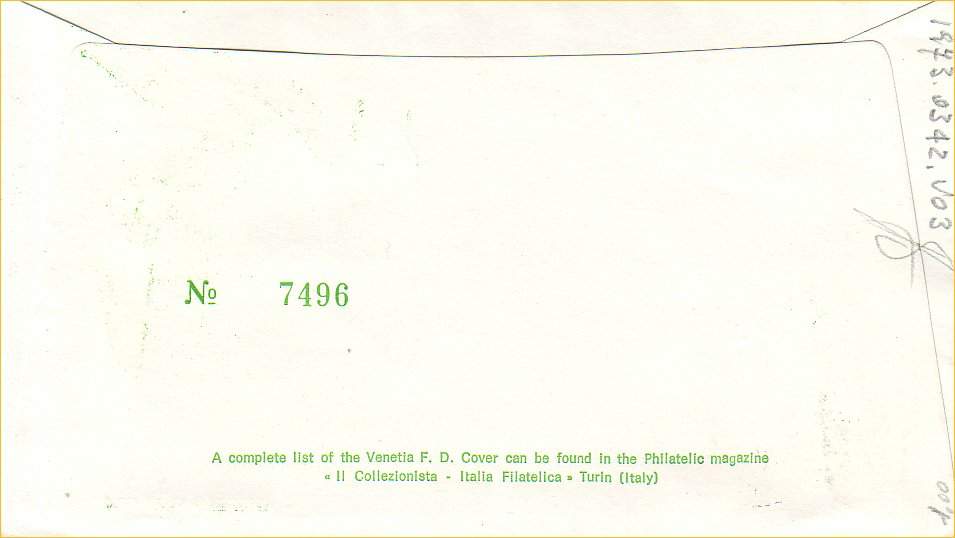 1973.0342.V03
№ 7496
A complete list of the Venetia F. D. Cover can be found in the Philatelic magazine
« Il Collezionista - Italia Filatelica » Turin (Italy)